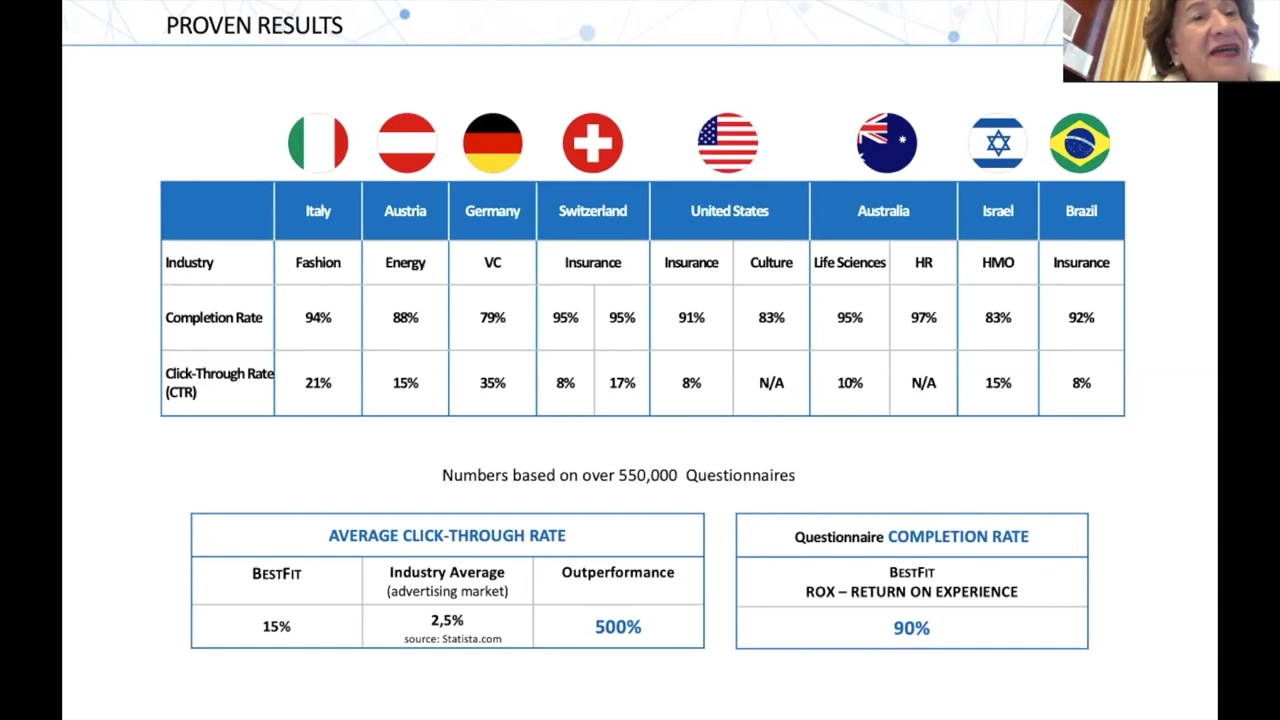 PROVEN RESULTS
Italy Austria Germany Switzerland United States Australia Israel Brazil
Industry Fashion Energy VC Insurance Insurance Culture Life Sciences HR HMO Insurance
Completion Rate 94% 88% 79% 95% 95% 91% 83% 95% 97% 83% 92%
Click-Through Rate
(CTR) 21% 15% 35% 8% 17% 8% N/A 10% N/A 15% 8%
Numbers based on over 550,000 Questionnaires
AVERAGE CLICK-THROUGH RATE
BESTFIT Industry Average Outperformance
(advertising market)
15% 2,5% 500%
source: Statista.com
Questionnaire COMPLETION RATE
BESTFIT
ROX – RETURN ON EXPERIENCE
90%